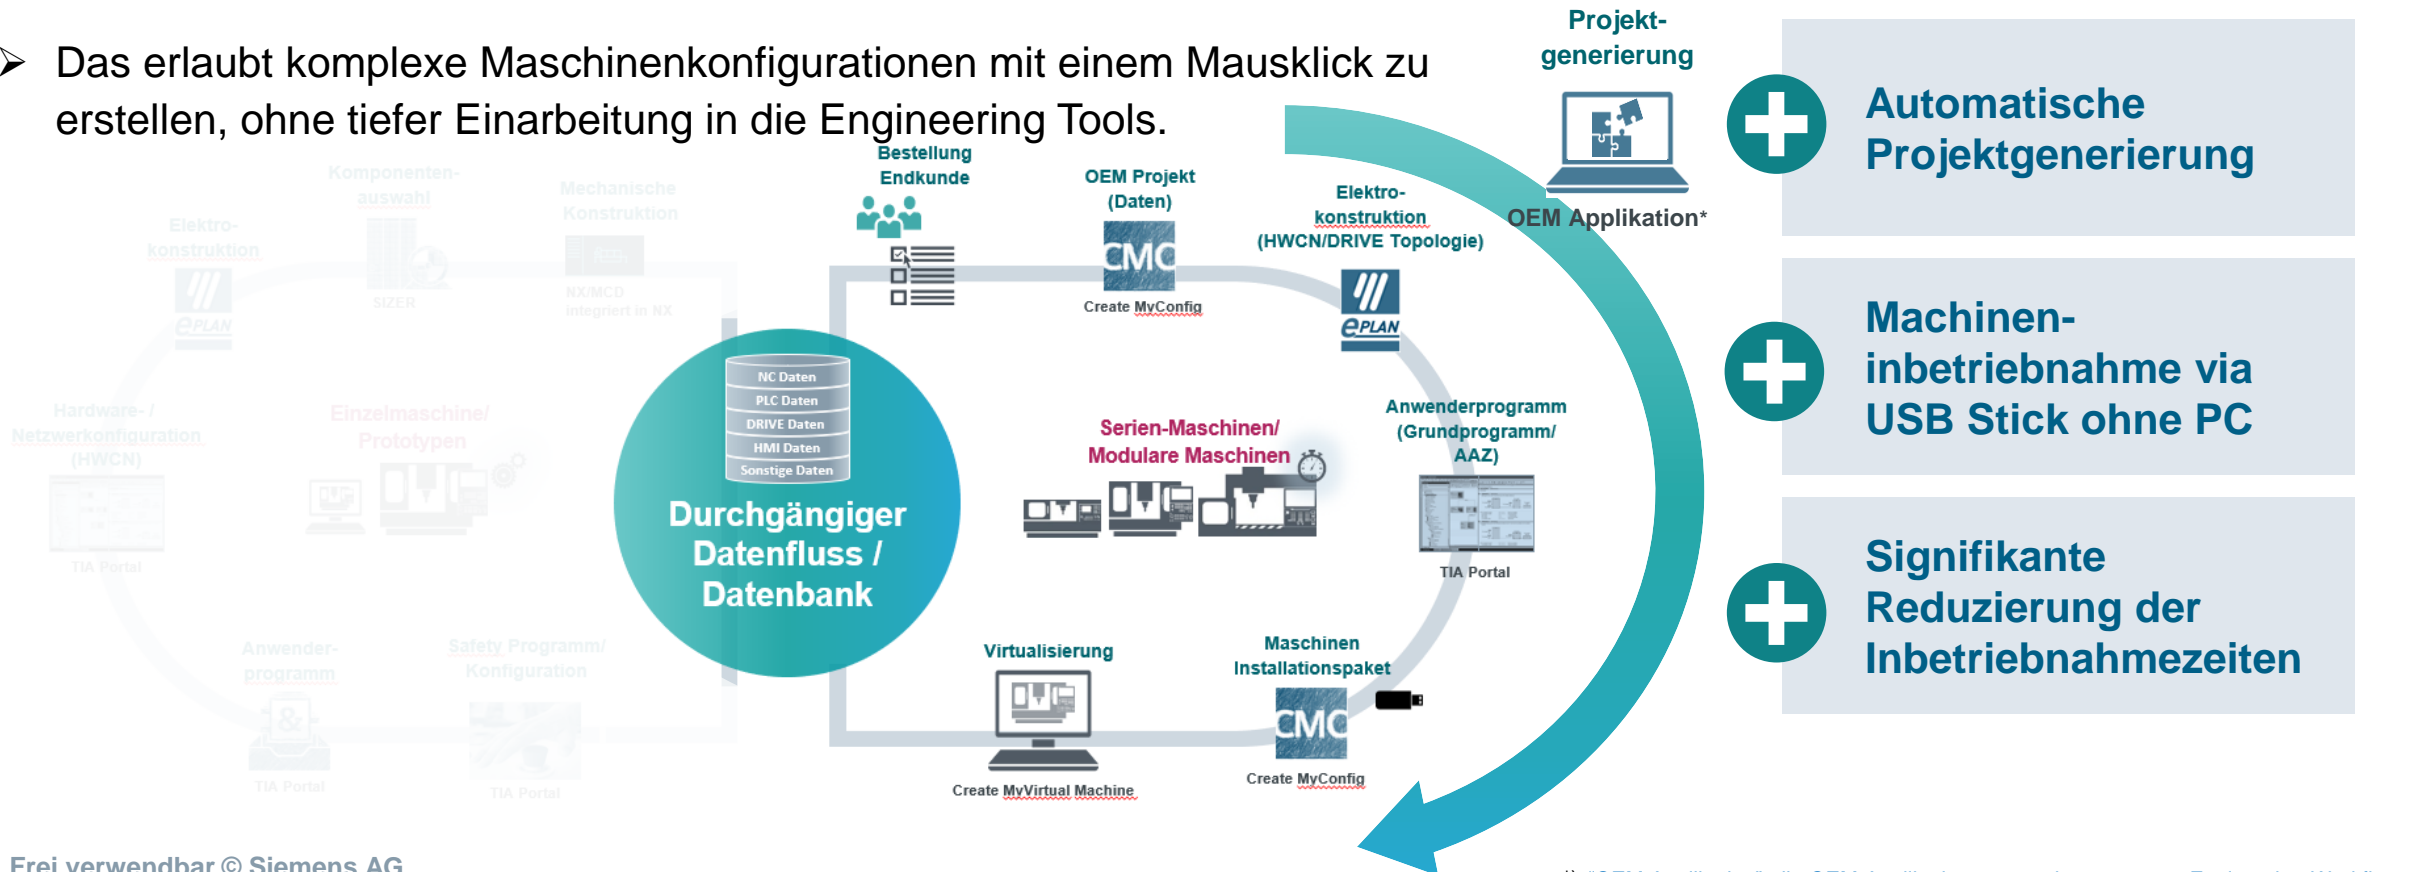 Das erlaubt komplexe Maschinenkonfigurationen mit einem Mausklick zu
erstellen, ohne tiefer Einarbeitung in die Engineering Tools.
Projekt-
generierung
OEM Applikation*
Automatische
Projektgenerierung
Machinen-
inbetriebnahme via
USB Stick ohne PC
Signifikante
Reduzierung der
Inbetriebnahmezeiten
Komponenten-
auswahl
SIZER
Mechanische
Konstruktion
NX/MCD
integriert in NX
Elektro-
konstruktion
ePLAN
Hardware- /
Netzwerkonfiguration
(HWCN)
TIA Portal
Einzelmaschine/
Prototypen
Anwender-
programm
&
TIA Portal
Safety Programm/
Konfiguration
TIA Portal
NC Daten
PLC Daten
DRIVE Daten
HMI Daten
Sonstige Daten
Durchgängiger
Datenfluss /
Datenbank
Bestellung
Endkunde
OEM Projekt
(Daten)
CMC
Create MyConfig
Elektro-
konstruktion
(HWCN/DRIVE Topologie)
ePLAN
Serien-Maschinen/
Modulare Maschinen
Anwenderprogramm
(Grundprogramm/
AAZ)
TIA Portal
Maschinen
Installationspaket
CMC
Create MyConfig
Virtualisierung
Create MyVirtual Machine
Frei verwendbar © Siemens AG